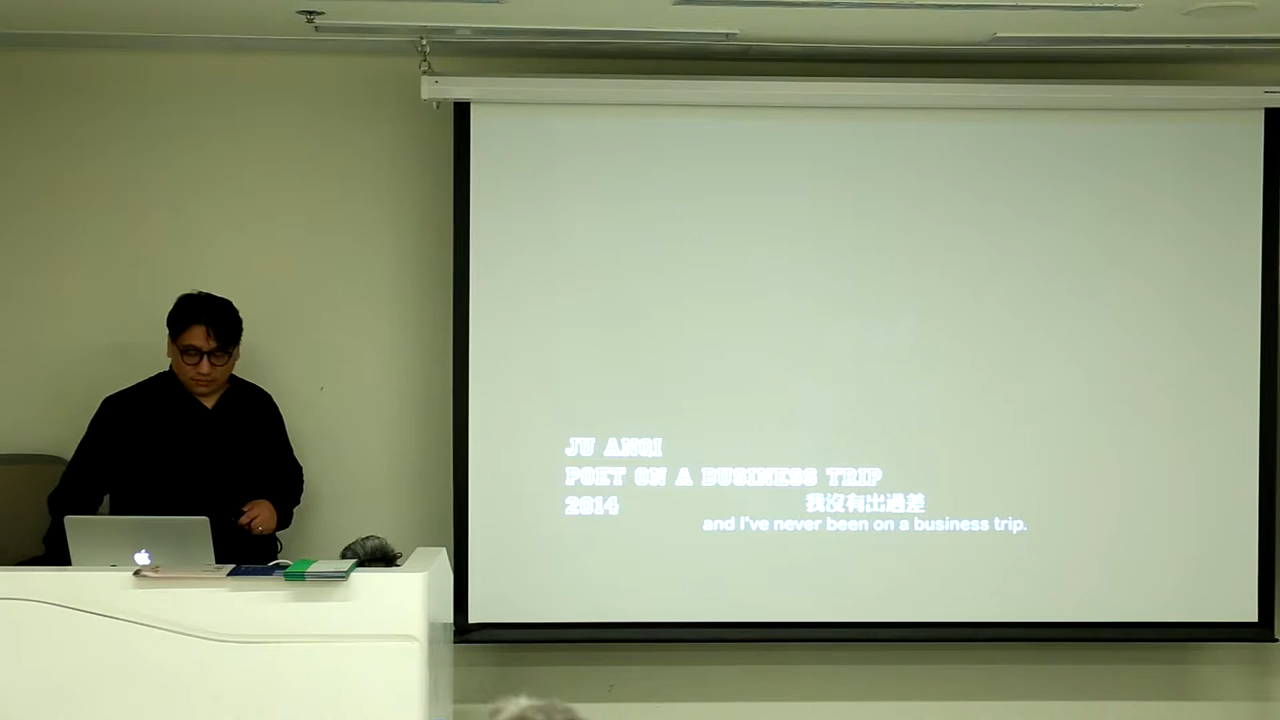 JU ANQI
POET ON A BUSINESS TRIP
2014
我沒有出過差
and I've never been on a business trip.